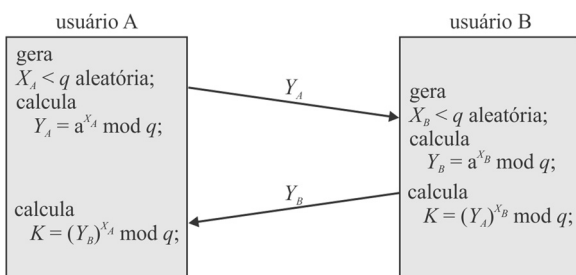 usuário A
gera
X_A < q aleatória;
calcula
Y_A = a^{X_A} mod q;
calcula
K = (Y_B)^{X_A} mod q;
Y_A
Y_B
usuário B
gera
X_B < q aleatória;
calcula
Y_B = a^{X_B} mod q;
calcula
K = (Y_A)^{X_B} mod q;